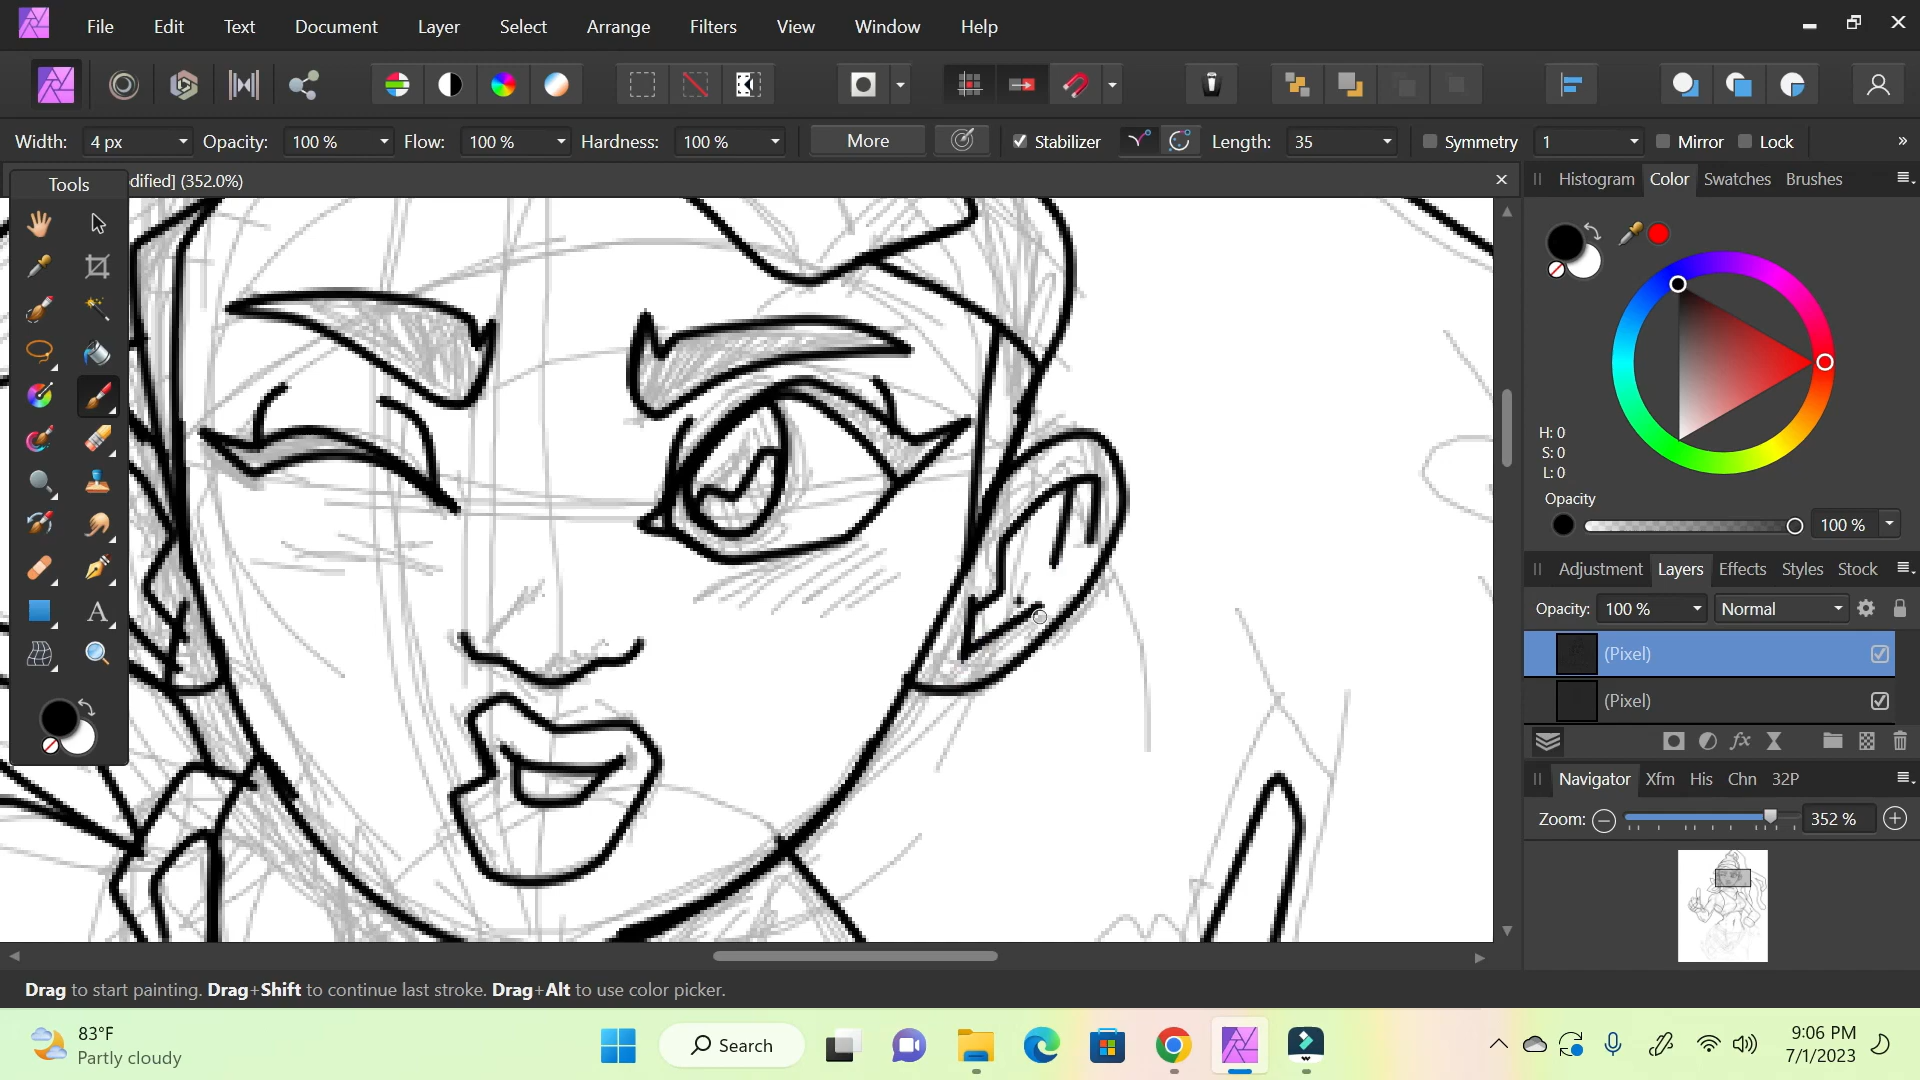 File Edit Text Document Layer Select Arrange Filters View Window Help
Width: 4 px Opacity: 100 % Flow: 100 % Hardness: 100 % More Stabilizer Length: 35 Symmetry 1 Mirror Lock »
Tools
dified] (352.0%)
Histogram Color Swatches Brushes
H: 0
S: 0
L: 0
Opacity
100 %
Adjustment Layers Effects Styles Stock
Opacity: 100 % Normal
(Pixel)
(Pixel)
Navigator Xfm His Chn 32P
Zoom: 352 %
Drag to start painting. Drag+Shift to continue last stroke. Drag+Alt to use color picker.
83°F
Partly cloudy
Search
9:06 PM
7/1/2023